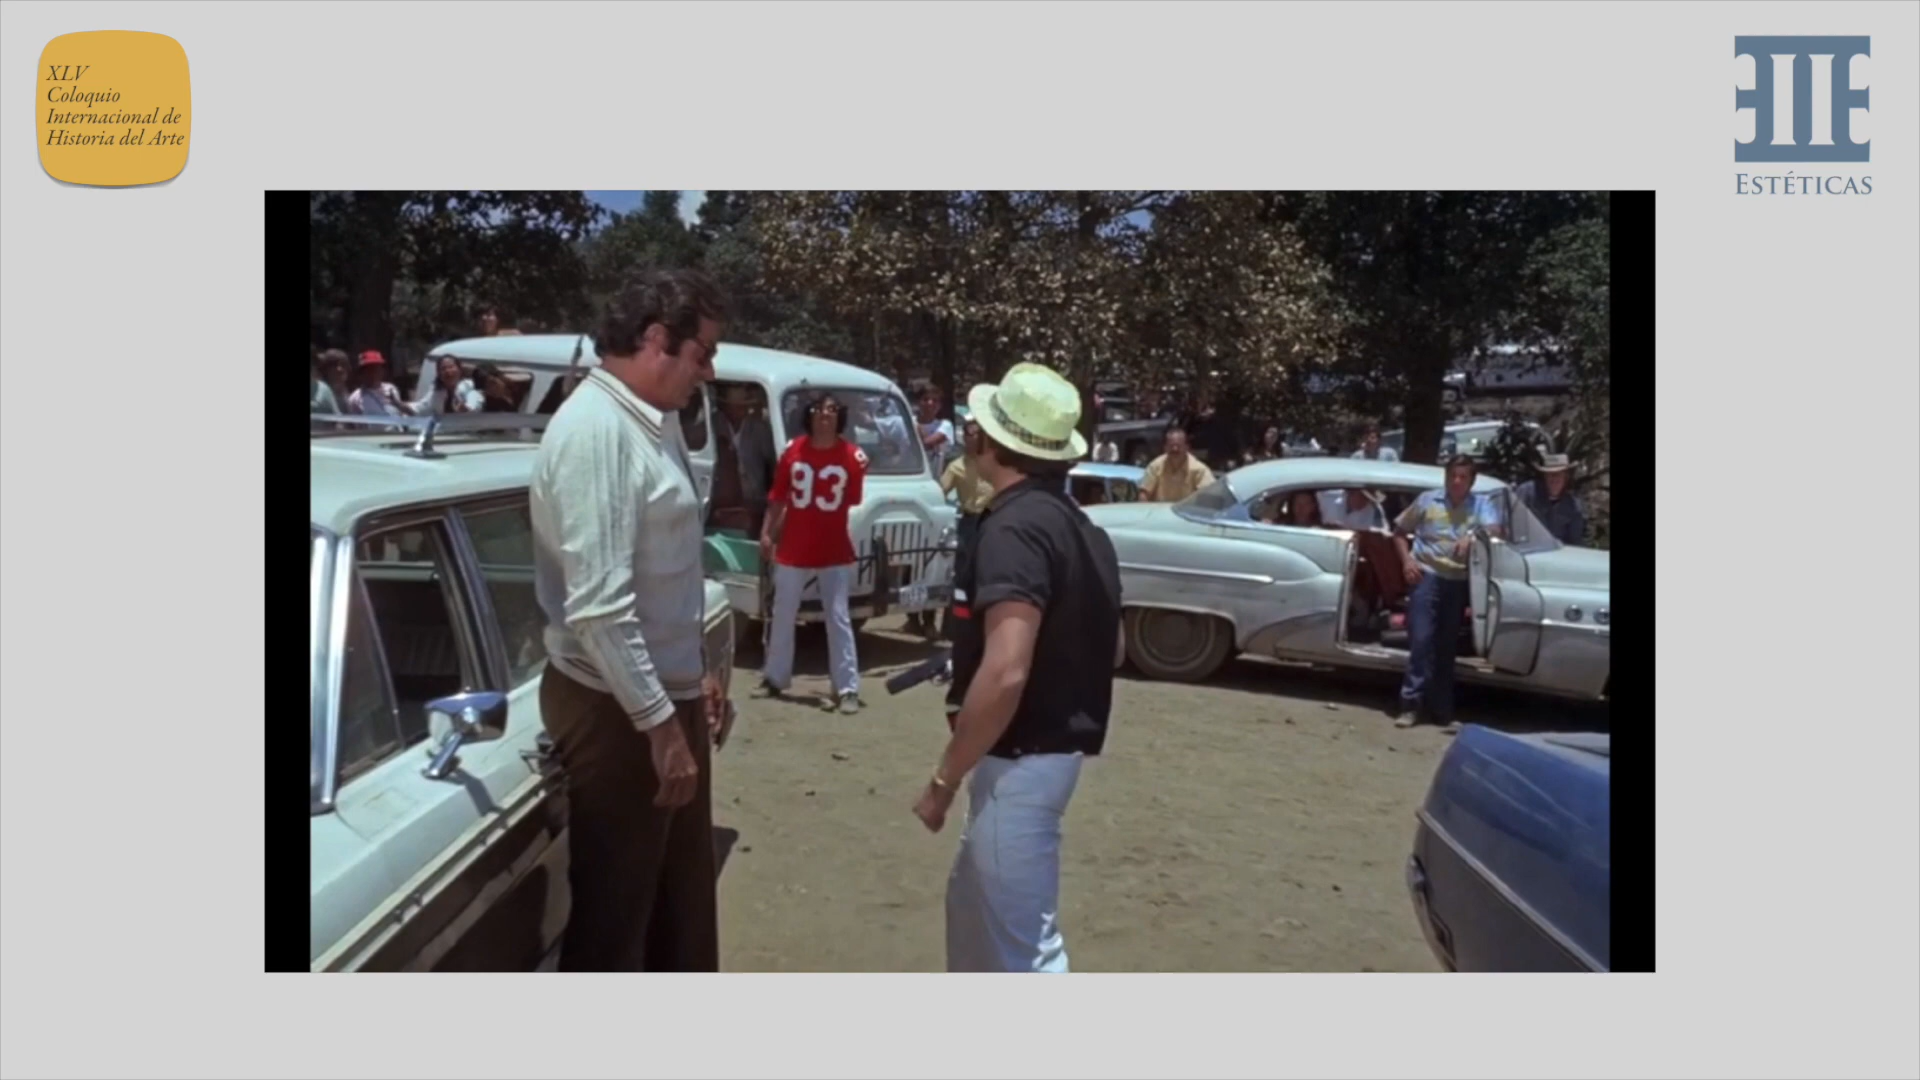 XLV
Coloquio
Internacional de
Historia del Arte
ESTÉTICAS
93